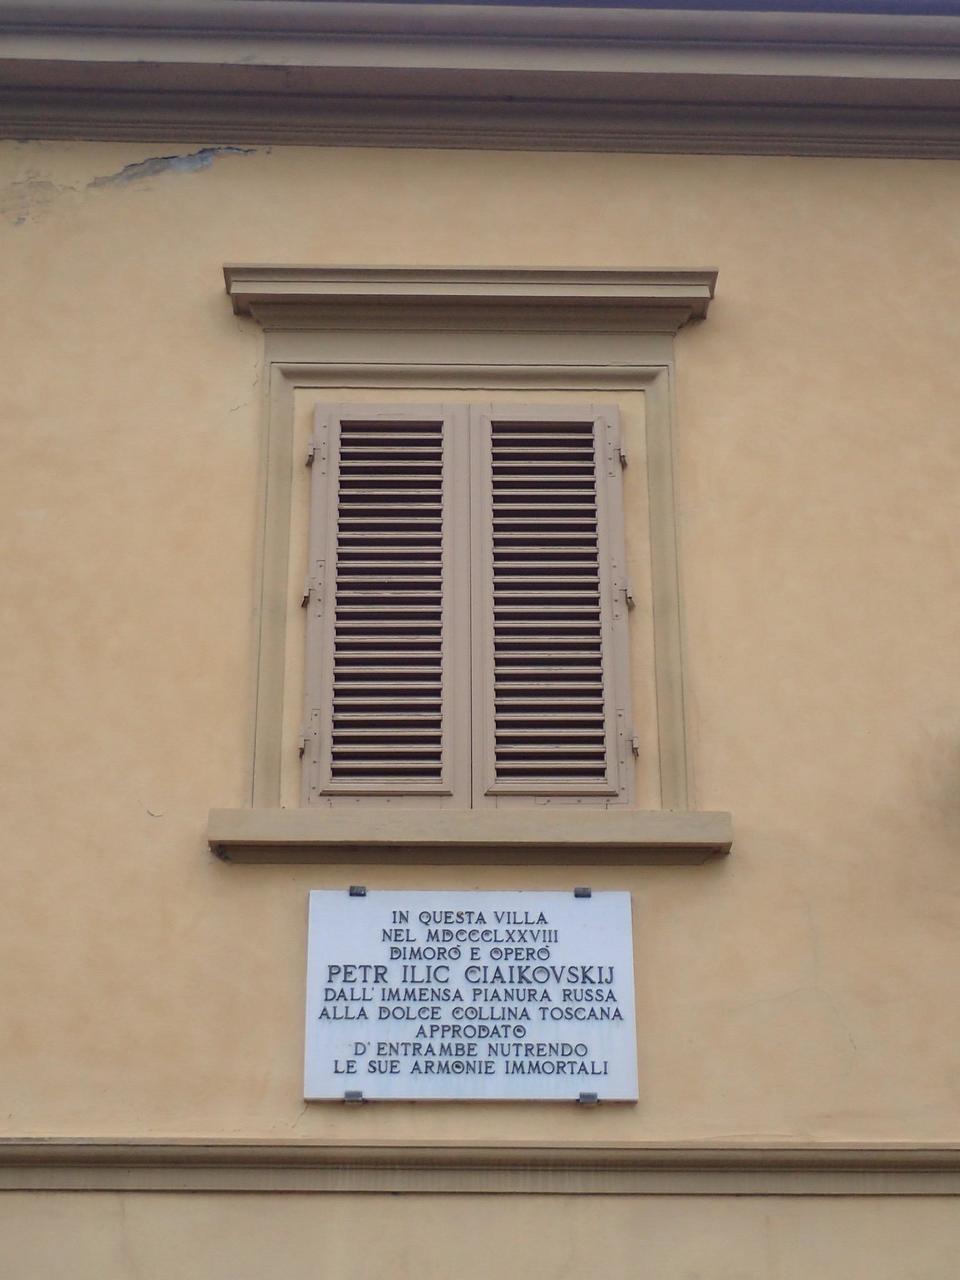 IN QUESTA VILLA
NEL MDCCCLXXVIII
DIMORÒ E OPERÒ
PETR ILIC CIAIKOVSKIJ
DALL' IMMENSA PIANURA RUSSA
ALLA DOLCE COLLINA TOSCANA
APPRODATO
D'ENTRAMBE NUTRENDO
LE SUE ARMONIE IMMORTALI